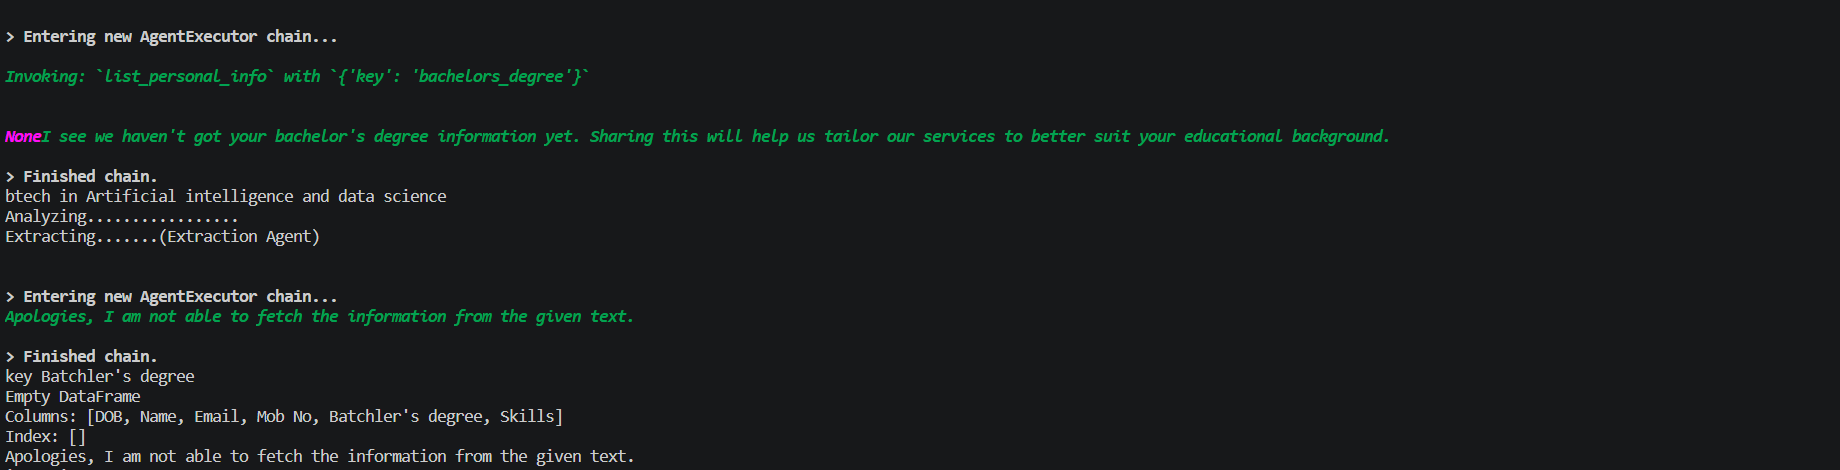 > Entering new AgentExecutor chain...
Invoking: `list_personal_info` with `{'key': 'bachelors_degree'}`
NoneI see we haven't got your bachelor's degree information yet. Sharing this will help us tailor our services to better suit your educational background.
> Finished chain.
btech in Artificial intelligence and data science
Analyzing.................
Extracting.......(Extraction Agent)
> Entering new AgentExecutor chain...
Apologies, I am not able to fetch the information from the given text.
> Finished chain.
key Batchler's degree
Empty DataFrame
Columns: [DOB, Name, Email, Mob No, Batchler's degree, Skills]
Index: []
Apologies, I am not able to fetch the information from the given text.